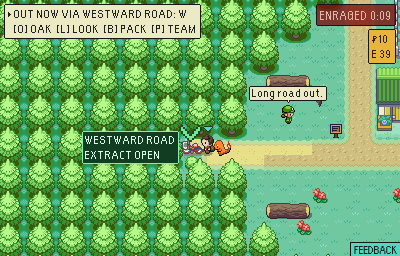 ▸OUT NOW VIA WESTWARD ROAD: W
[O] OAK [L] LOOK [B] PACK [P] TEAM
ENRAGED 0:09
₽10
E 39
Long road out.
WESTWARD ROAD
EXTRACT OPEN
FEEDBACK